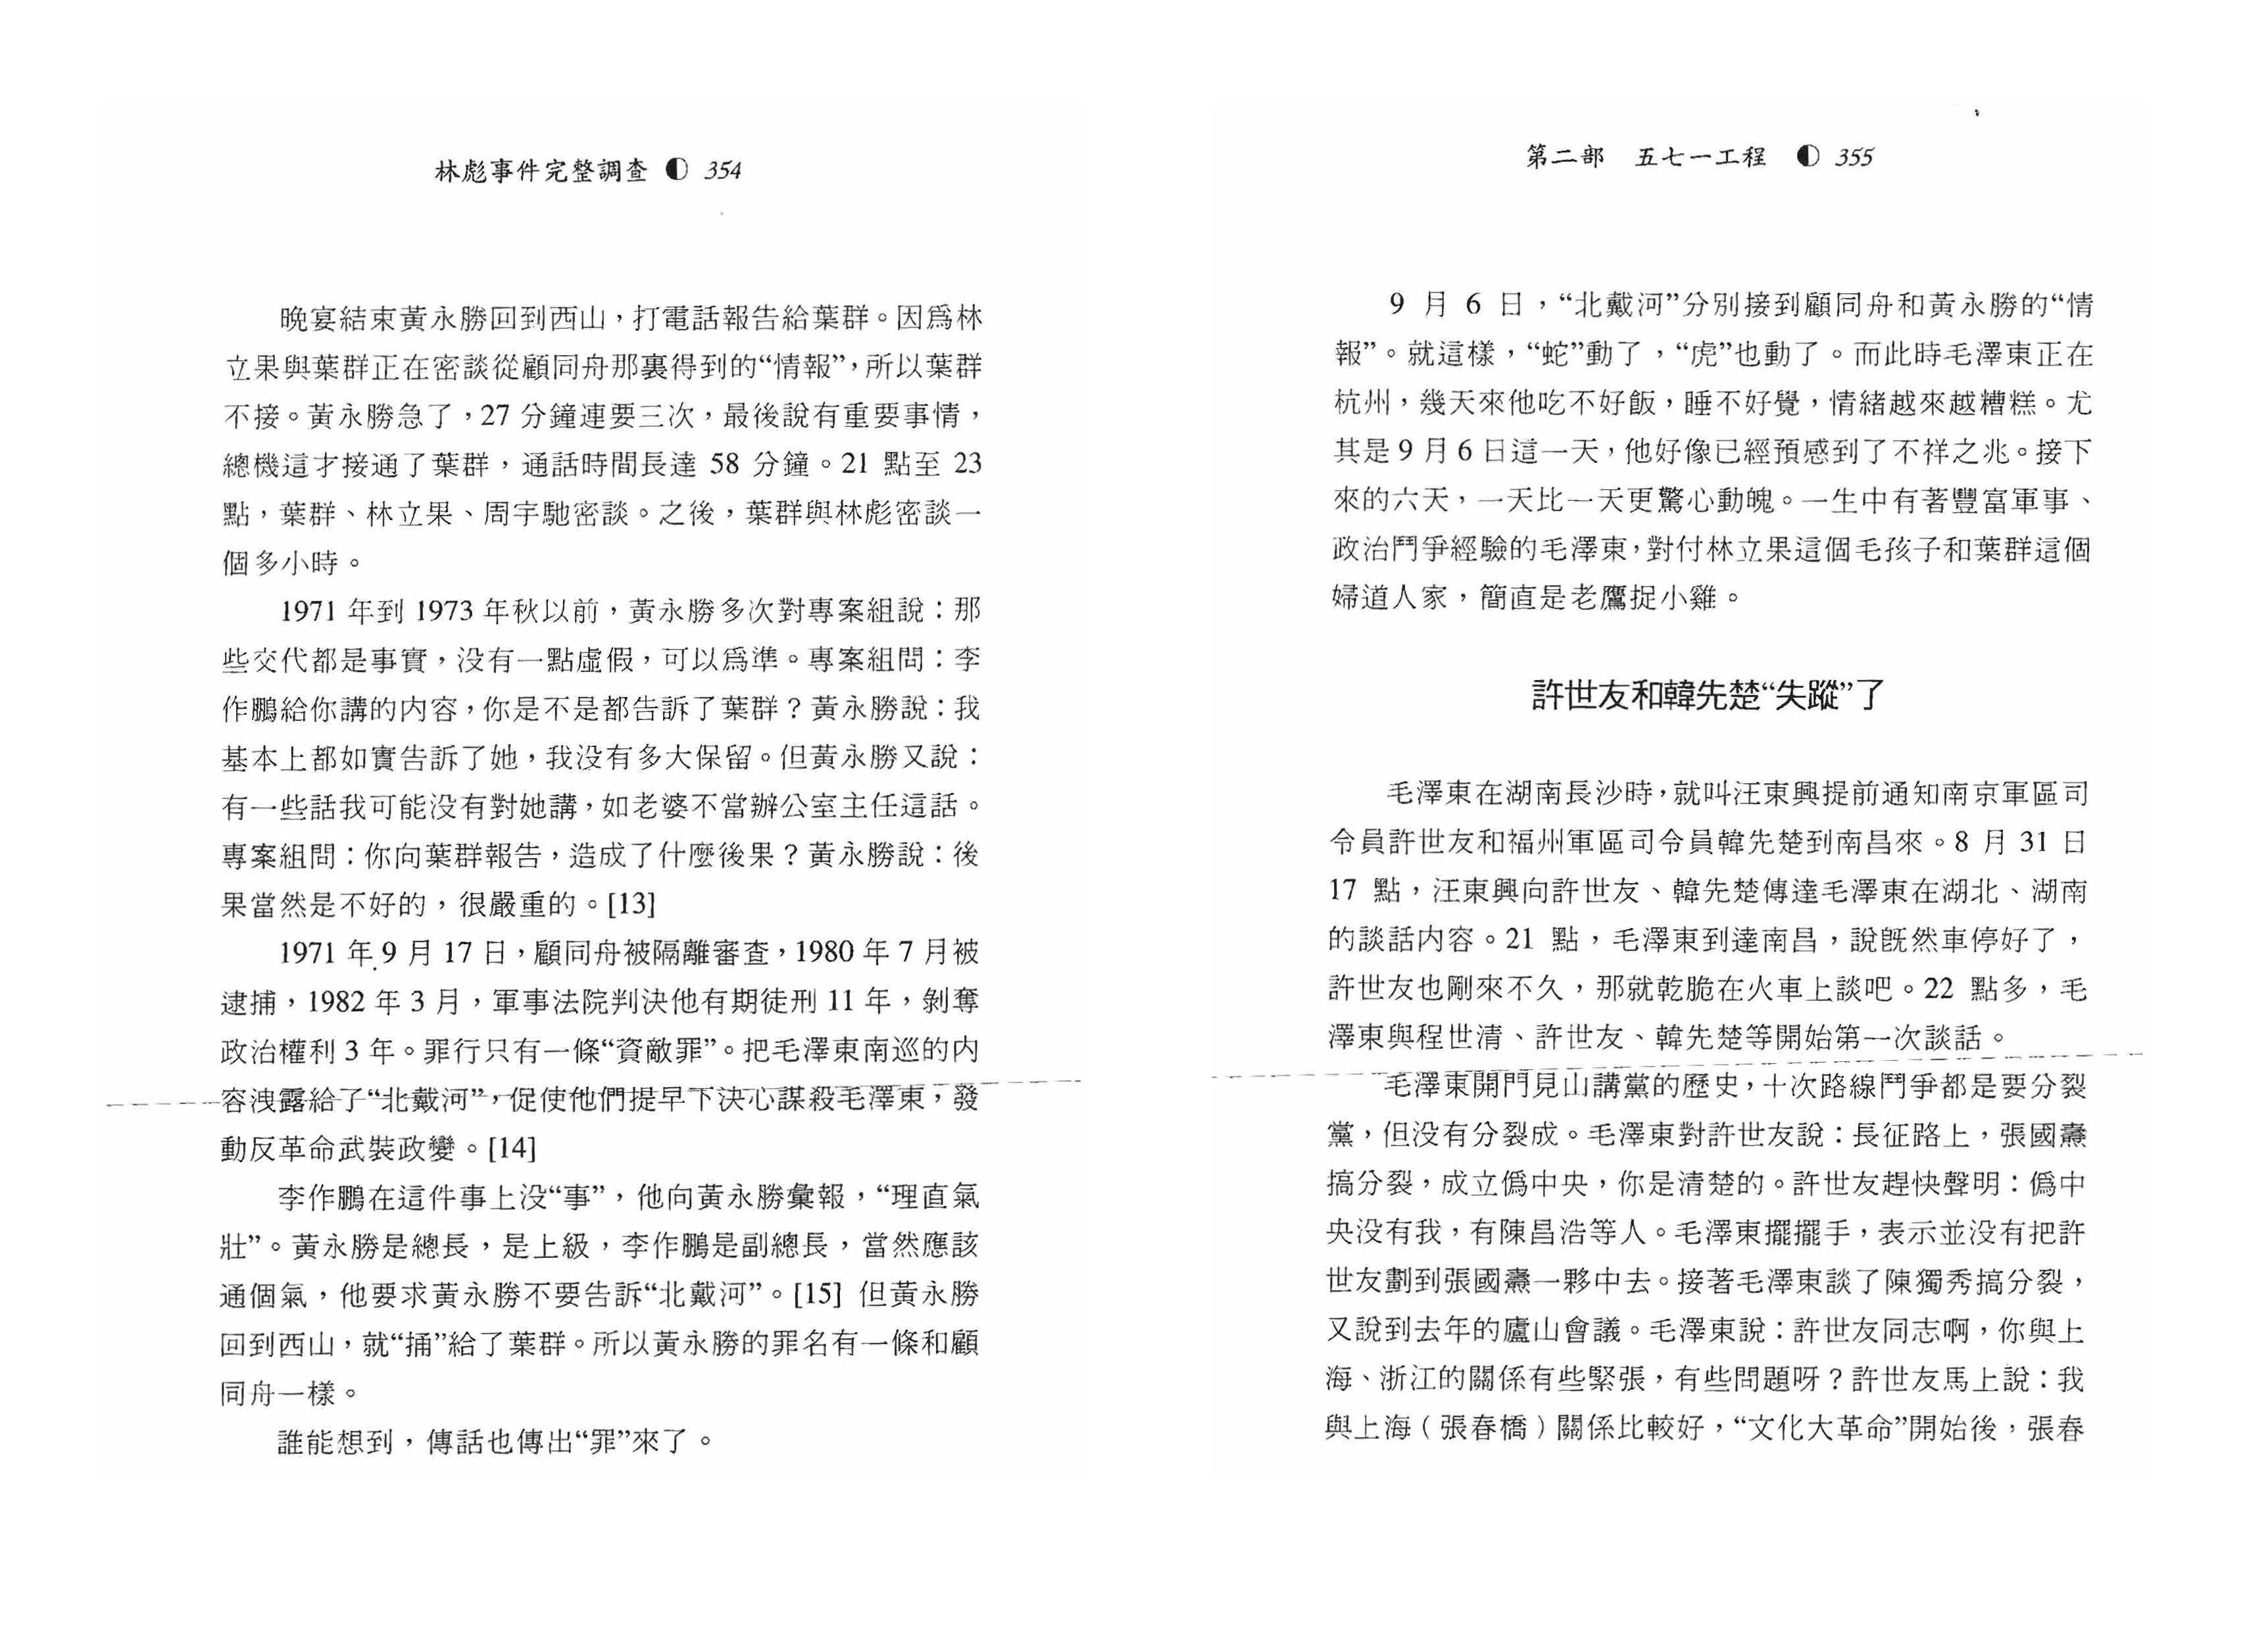 林彪事件完整調查 ◐ 354
晚宴結束黃永勝回到西山，打電話報告給葉群。因爲林
立果與葉群正在密談從顧同舟那裏得到的“情報”，所以葉群
不接。黃永勝急了，27 分鐘連要三次，最後說有重要事情，
總機這才接通了葉群，通話時間長達 58 分鐘。21 點至 23
點，葉群、林立果、周宇馳密談。之後，葉群與林彪密談一
個多小時。
1971 年到 1973 年秋以前，黃永勝多次對專案組說：那
些交代都是事實，没有一點虛假，可以爲準。專案組問：李
作鵬給你講的内容，你是不是都告訴了葉群？黃永勝說：我
基本上都如實告訴了她，我没有多大保留。但黃永勝又說：
有一些話我可能没有對她講，如老婆不當辦公室主任這話。
專案組問：你向葉群報告，造成了什麼後果？黃永勝說：後
果當然是不好的，很嚴重的。[13]
1971 年 9 月 17 日，顧同舟被隔離審查，1980 年 7 月被
逮捕，1982 年 3 月，軍事法院判決他有期徒刑 11 年，剝奪
政治權利 3 年。罪行只有一條“資敵罪”。把毛澤東南巡的内
容洩露給了“北戴河”，促使他們提早下決心謀殺毛澤東，發
動反革命武裝政變。[14]
李作鵬在這件事上没“事”，他向黃永勝彙報，“理直氣
壯”。黃永勝是總長，是上級，李作鵬是副總長，當然應該
通個氣，他要求黃永勝不要告訴“北戴河”。[15] 但黃永勝
回到西山，就“捅”給了葉群。所以黃永勝的罪名有一條和顧
同舟一樣。
誰能想到，傳話也傳出“罪”來了。
第二部 五七一工程 ◐ 355
9 月 6 日，“北戴河”分別接到顧同舟和黃永勝的“情
報”。就這樣，“蛇”動了，“虎”也動了。而此時毛澤東正在
杭州，幾天來他吃不好飯，睡不好覺，情緒越來越糟糕。尤
其是 9 月 6 日這一天，他好像已經預感到了不祥之兆。接下
來的六天，一天比一天更驚心動魄。一生中有著豐富軍事、
政治鬥爭經驗的毛澤東，對付林立果這個毛孩子和葉群這個
婦道人家，簡直是老鷹捉小雞。
許世友和韓先楚“失蹤”了
毛澤東在湖南長沙時，就叫汪東興提前通知南京軍區司
令員許世友和福州軍區司令員韓先楚到南昌來。8 月 31 日
17 點，汪東興向許世友、韓先楚傳達毛澤東在湖北、湖南
的談話内容。21 點，毛澤東到達南昌，說旣然車停好了，
許世友也剛來不久，那就乾脆在火車上談吧。22 點多，毛
澤東與程世清、許世友、韓先楚等開始第一次談話。
毛澤東開門見山講黨的歷史，十次路線鬥爭都是要分裂
黨，但没有分裂成。毛澤東對許世友說：長征路上，張國燾
搞分裂，成立僞中央，你是清楚的。許世友趕快聲明：僞中
央没有我，有陳昌浩等人。毛澤東擺擺手，表示並没有把許
世友劃到張國燾一夥中去。接著毛澤東談了陳獨秀搞分裂，
又說到去年的廬山會議。毛澤東說：許世友同志啊，你與上
海、浙江的關係有些緊張，有些問題呀？許世友馬上說：我
與上海（張春橋）關係比較好，“文化大革命”開始後，張春